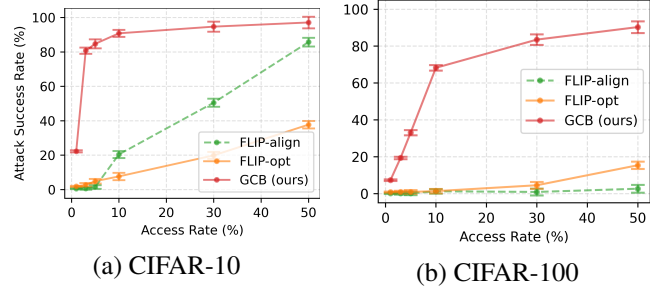 100
80
60
40
20
0
Attack Success Rate (%)
FLIP-align
FLIP-opt
GCB (ours)
0 10 20 30 40 50
Access Rate (%)
(a) CIFAR-10
100
80
60
40
20
0
FLIP-align
FLIP-opt
GCB (ours)
0 10 20 30 40 50
Access Rate (%)
(b) CIFAR-100